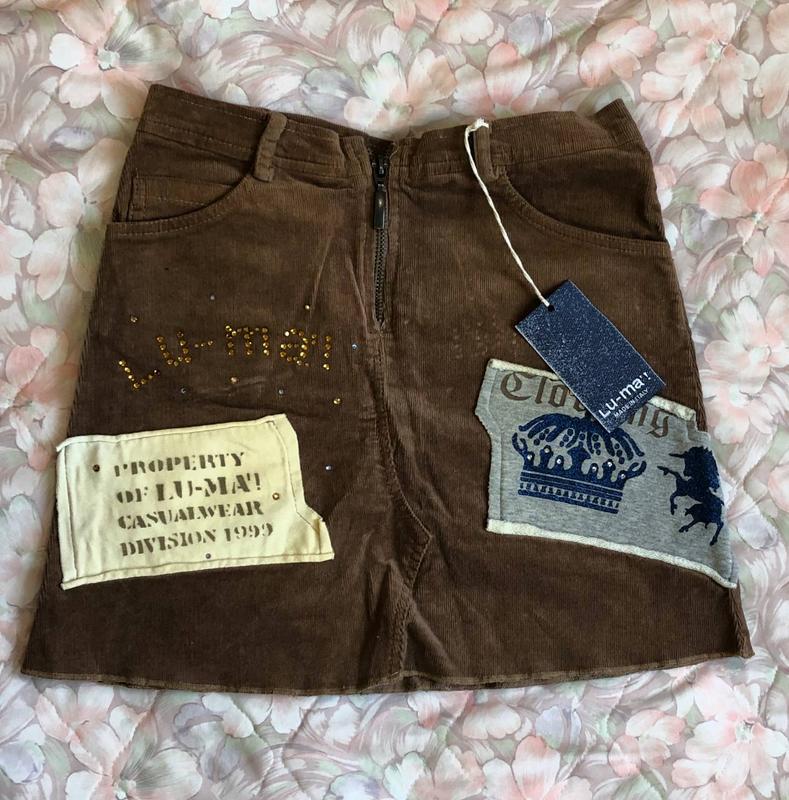 Lu-ma'!
PROPERTY
OF LU-MA'!
CASUALWEAR
DIVISION 1999
Lu-ma'!
MADE IN ITALY